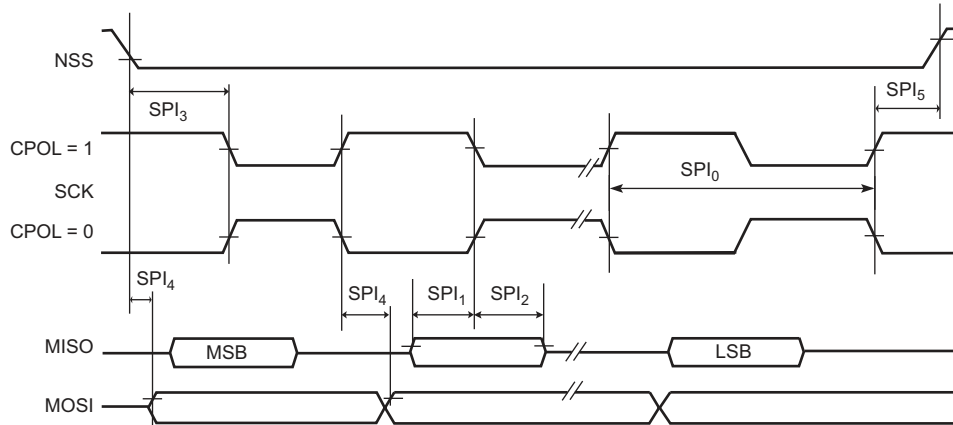 NSS
SPI3
SPI5
CPOL = 1
SCK
SPI0
CPOL = 0
SPI4
SPI4
SPI1
SPI2
MISO
MSB
LSB
MOSI